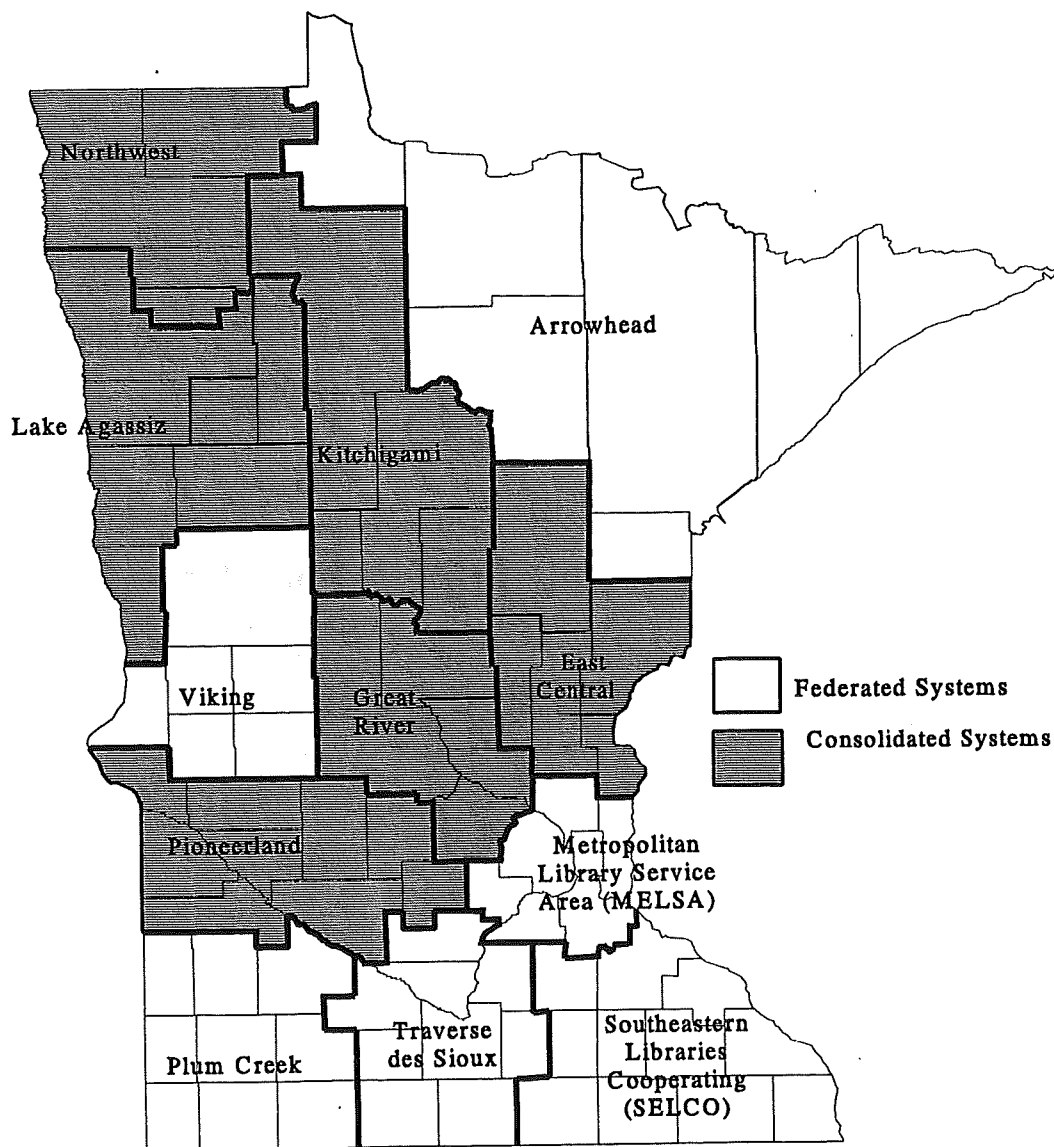 Northwest
Arrowhead
Lake Agassiz
Kitchigami
Viking
Great
River
East
Central
Federated Systems
Consolidated Systems
Pioneerland
Metropolitan
Library Service
Area (MELSA)
Plum Creek
Traverse
des Sioux
Southeastern
Libraries
Cooperating
(SELCO)